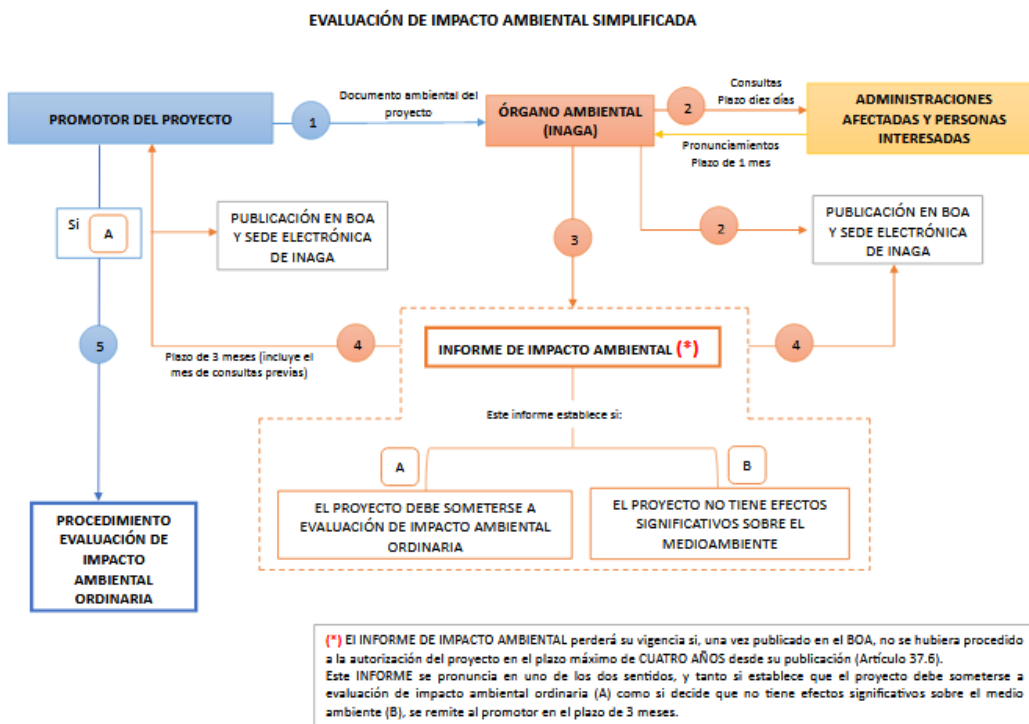 EVALUACIÓN DE IMPACTO AMBIENTAL SIMPLIFICADA
PROMOTOR DEL PROYECTO
1
Documento ambiental del
proyecto
ÓRGANO AMBIENTAL
(INAGA)
2
Consultas
Plazo diez días
Pronunciamientos
Plazo de 1 mes
ADMINISTRACIONES
AFECTADAS Y PERSONAS
INTERESADAS
Si
A
PUBLICACIÓN EN BOA
Y SEDE ELECTRÓNICA
DE INAGA
3
2
PUBLICACIÓN EN BOA
Y SEDE ELECTRÓNICA
DE INAGA
5
4
Plazo de 3 meses (incluye el
mes de consultas previas)
INFORME DE IMPACTO AMBIENTAL (*)
4
Este informe establece si:
A
B
EL PROYECTO DEBE SOMETERSE A
EVALUACIÓN DE IMPACTO AMBIENTAL
ORDINARIA
EL PROYECTO NO TIENE EFECTOS
SIGNIFICATIVOS SOBRE EL
MEDIOAMBIENTE
PROCEDIMIENTO
EVALUACIÓN DE
IMPACTO
AMBIENTAL
ORDINARIA
(*) El INFORME DE IMPACTO AMBIENTAL perderá su vigencia si, una vez publicado en el BOA, no se hubiera procedido
a la autorización del proyecto en el plazo máximo de CUATRO AÑOS desde su publicación (Artículo 37.6).
Este INFORME se pronuncia en uno de los dos sentidos, y tanto si establece que el proyecto debe someterse a
evaluación de impacto ambiental ordinaria (A) como si decide que no tiene efectos significativos sobre el medio
ambiente (B), se remite al promotor en el plazo de 3 meses.